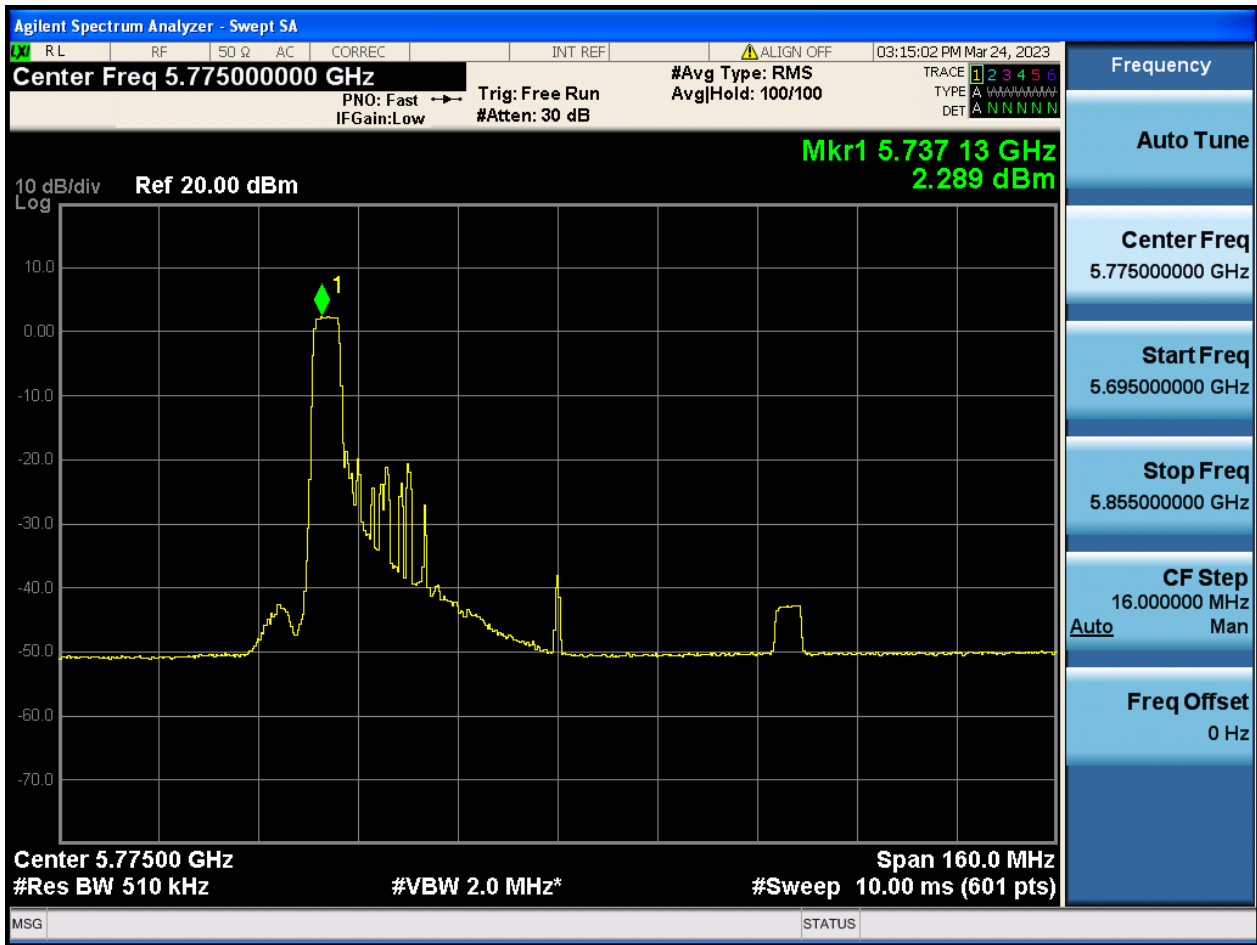 Agilent Spectrum Analyzer - Swept SA
LXI RL RF 50 Ω AC CORREC INT REF ALIGN OFF 03:15:02 PM Mar 24, 2023
Center Freq 5.775000000 GHz
PNO: Fast
IFGain:Low
Trig: Free Run
#Atten: 30 dB
#Avg Type: RMS
Avg|Hold: 100/100
TRACE 1 2 3 4 5 6
TYPE A WWWWW
DET A N N N N N
Mkr1 5.737 13 GHz
2.289 dBm
10 dB/div Ref 20.00 dBm
Log
10.0
0.00
-10.0
-20.0
-30.0
-40.0
-50.0
-60.0
-70.0
1
Center 5.77500 GHz Span 160.0 MHz
#Res BW 510 kHz #VBW 2.0 MHz* #Sweep 10.00 ms (601 pts)
MSG STATUS
Frequency
Auto Tune
Center Freq
5.775000000 GHz
Start Freq
5.695000000 GHz
Stop Freq
5.855000000 GHz
CF Step
16.000000 MHz
Auto Man
Freq Offset
0 Hz